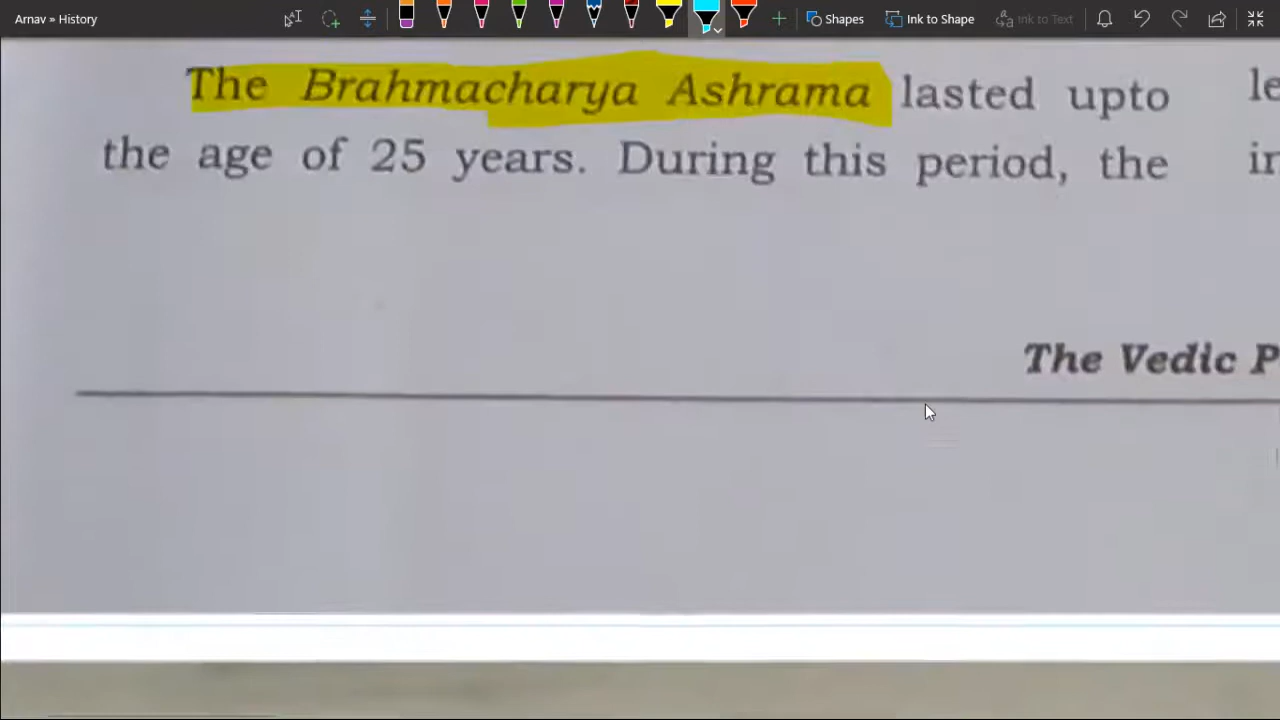 Arnav » History
Shapes
Ink to Shape
Ink to Text
The Brahmacharya Ashrama lasted upto
the age of 25 years. During this period, the
The Vedic